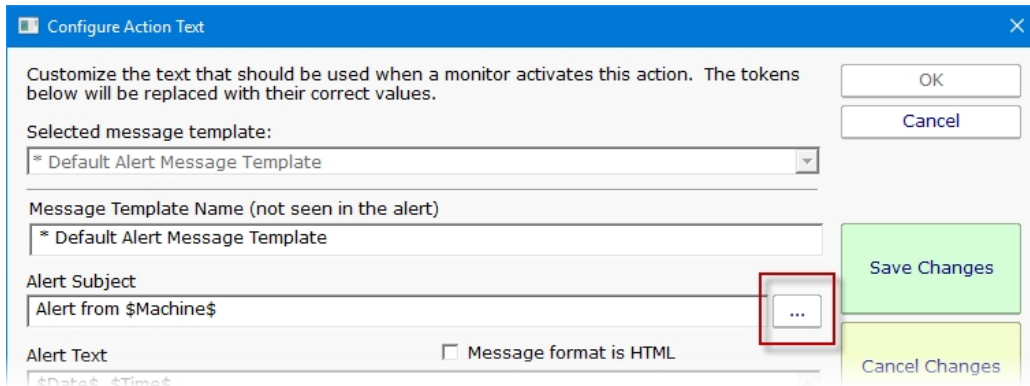 Configure Action Text
Customize the text that should be used when a monitor activates this action. The tokens
below will be replaced with their correct values.
OK
Cancel
Selected message template:
* Default Alert Message Template
Message Template Name (not seen in the alert)
* Default Alert Message Template
Save Changes
Alert Subject
Alert from $Machine$
...
Alert Text
Message format is HTML
Cancel Changes
$Date$ $Time$